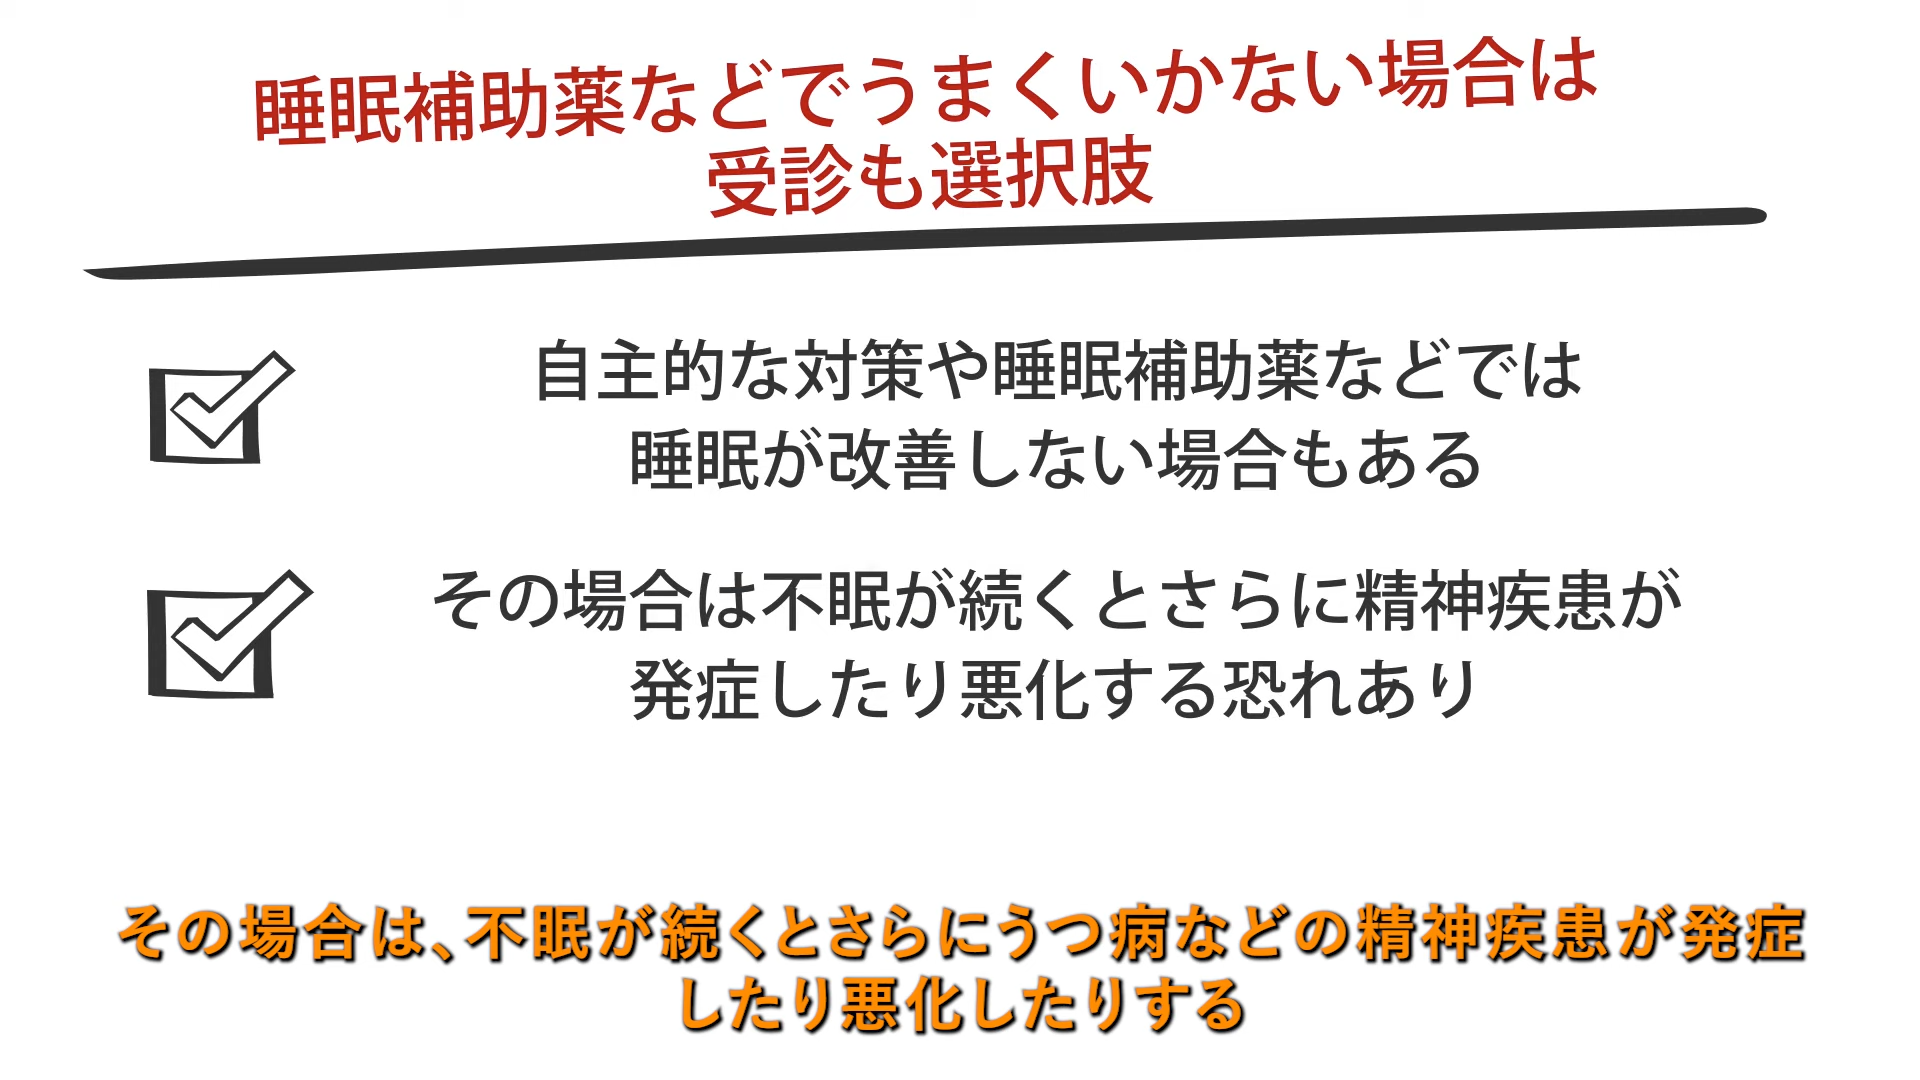 睡眠補助薬などでうまくいかない場合は
受診も選択肢
自主的な対策や睡眠補助薬などでは
睡眠が改善しない場合もある
その場合は不眠が続くとさらに精神疾患が
発症したり悪化する恐れあり
その場合は、不眠が続くとさらにうつ病などの精神疾患が発症
したり悪化したりする